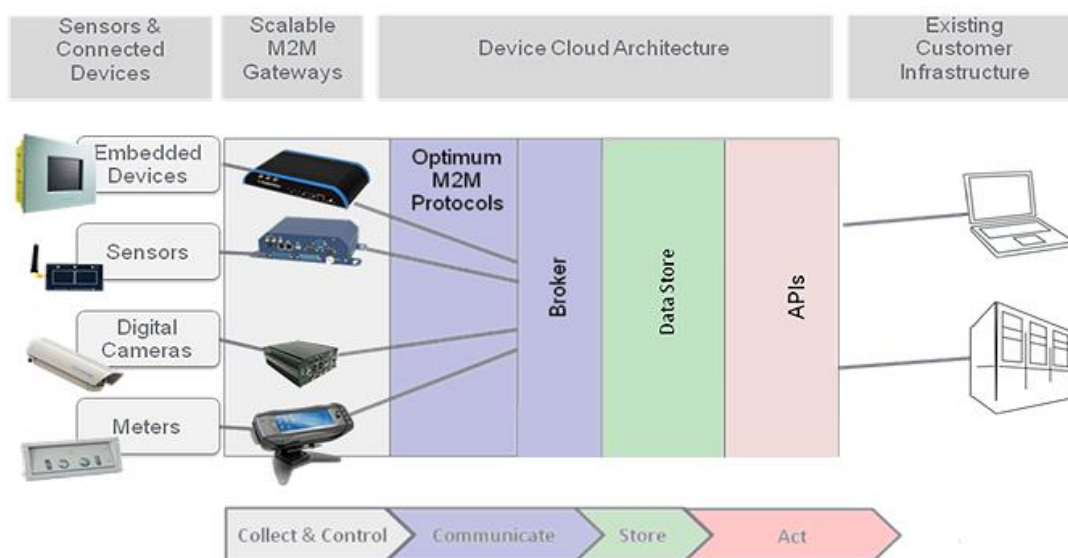 Sensors &
Connected
Devices
Scalable
M2M
Gateways
Device Cloud Architecture
Existing
Customer
Infrastructure
Embedded
Devices
Sensors
Digital
Cameras
Meters
Optimum
M2M
Protocols
Broker
Data Store
APIs
Collect & Control
Communicate
Store
Act